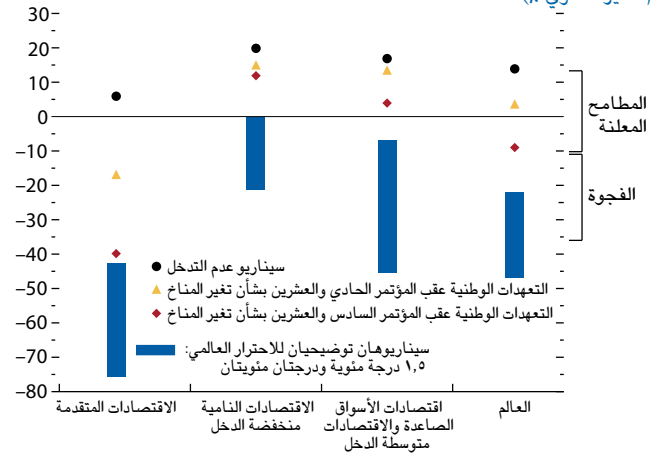 30
20
10
0
–10
–20
–30
–40
–50
–60
–70
–80
المطامح
المعلنة
الفجوة
سيناريو عدم التدخل
التعهدات الوطنية عقب المؤتمر الحادي والعشرين بشأن تغير المناخ
التعهدات الوطنية عقب المؤتمر السادس والعشرين بشأن تغير المناخ
سيناريوهان توضيحيان للاحترار العالمي:
١,٥ درجة مئوية ودرجتان مئويتان
الاقتصادات المتقدمة
الاقتصادات النامية
منخفضة الدخل
اقتصادات الأسواق
الصاعدة والاقتصادات
متوسطة الدخل
العالم